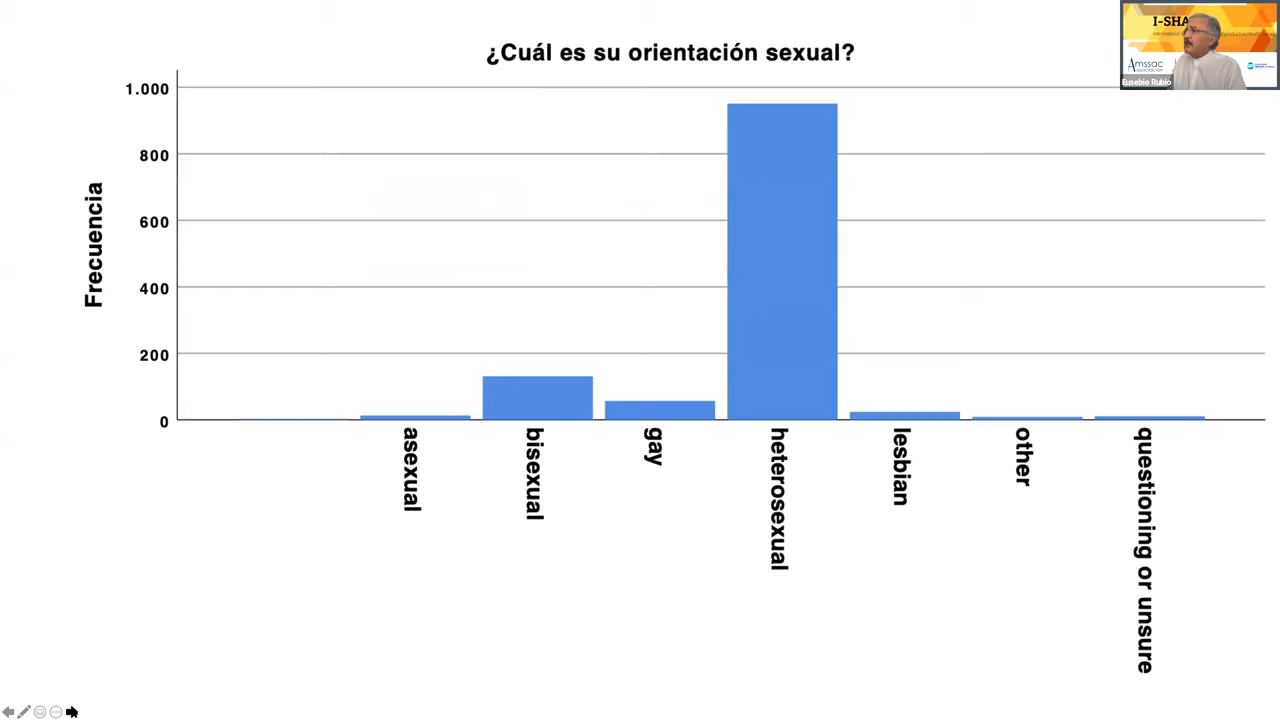 ¿Cuál es su orientación sexual?
I-SHA
Amssac
ASOCIACIÓN
Eusebio Rubio
Frecuencia
1.000
800
600
400
200
0
asexual
bisexual
gay
heterosexual
lesbian
other
questioning or unsure